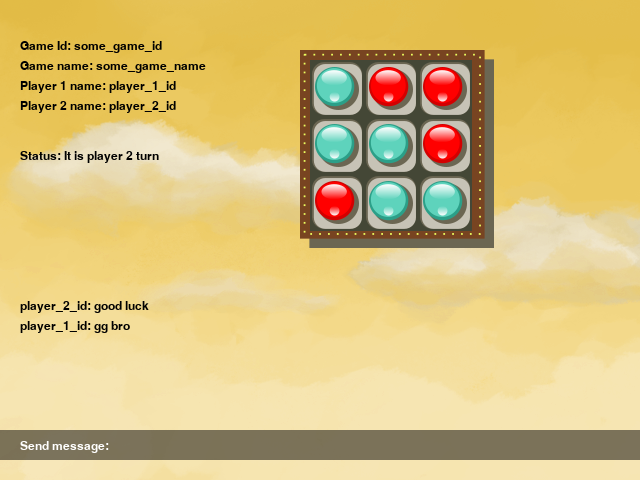 Game Id: some_game_id
Game name: some_game_name
Player 1 name: player_1_id
Player 2 name: player_2_id
Status: It is player 2 turn
player_2_id: good luck
player_1_id: gg bro
Send message: